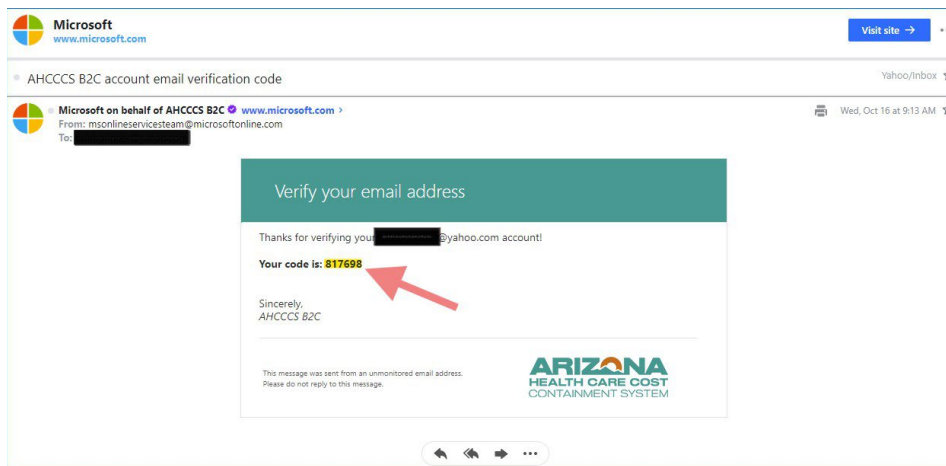 Microsoft
www.microsoft.com
Visit site →
AHCCCS B2C account email verification code
Yahoo/Inbox
Microsoft on behalf of AHCCCS B2C www.microsoft.com >
From: msonlineservicesteam@microsoftonline.com
Wed, Oct 16 at 9:13 AM
To:
Verify your email address
Thanks for verifying your @yahoo.com account!
Your code is: 817698
Sincerely,
AHCCCS B2C
This message was sent from an unmonitored email address.
Please do not reply to this message.
ARIZONA
HEALTH CARE COST
CONTAINMENT SYSTEM